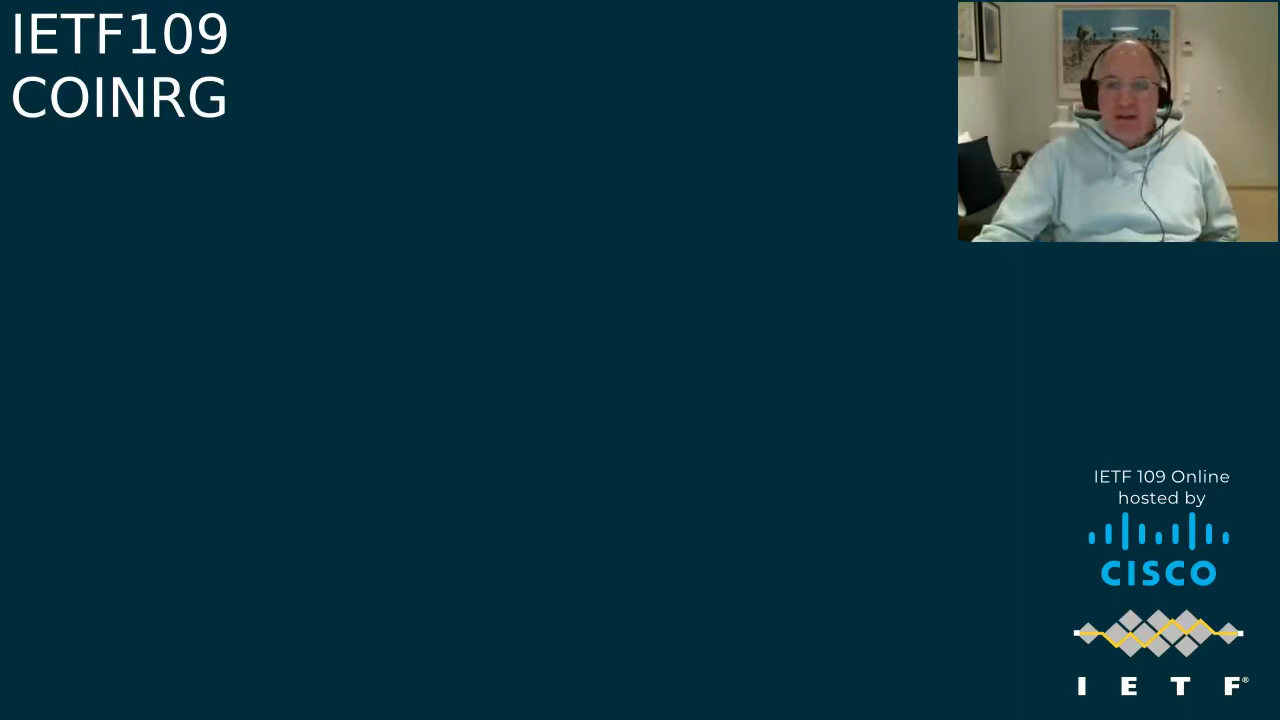 IETF109
COINRG
IETF 109 Online
hosted by
CISCO
I E T F®